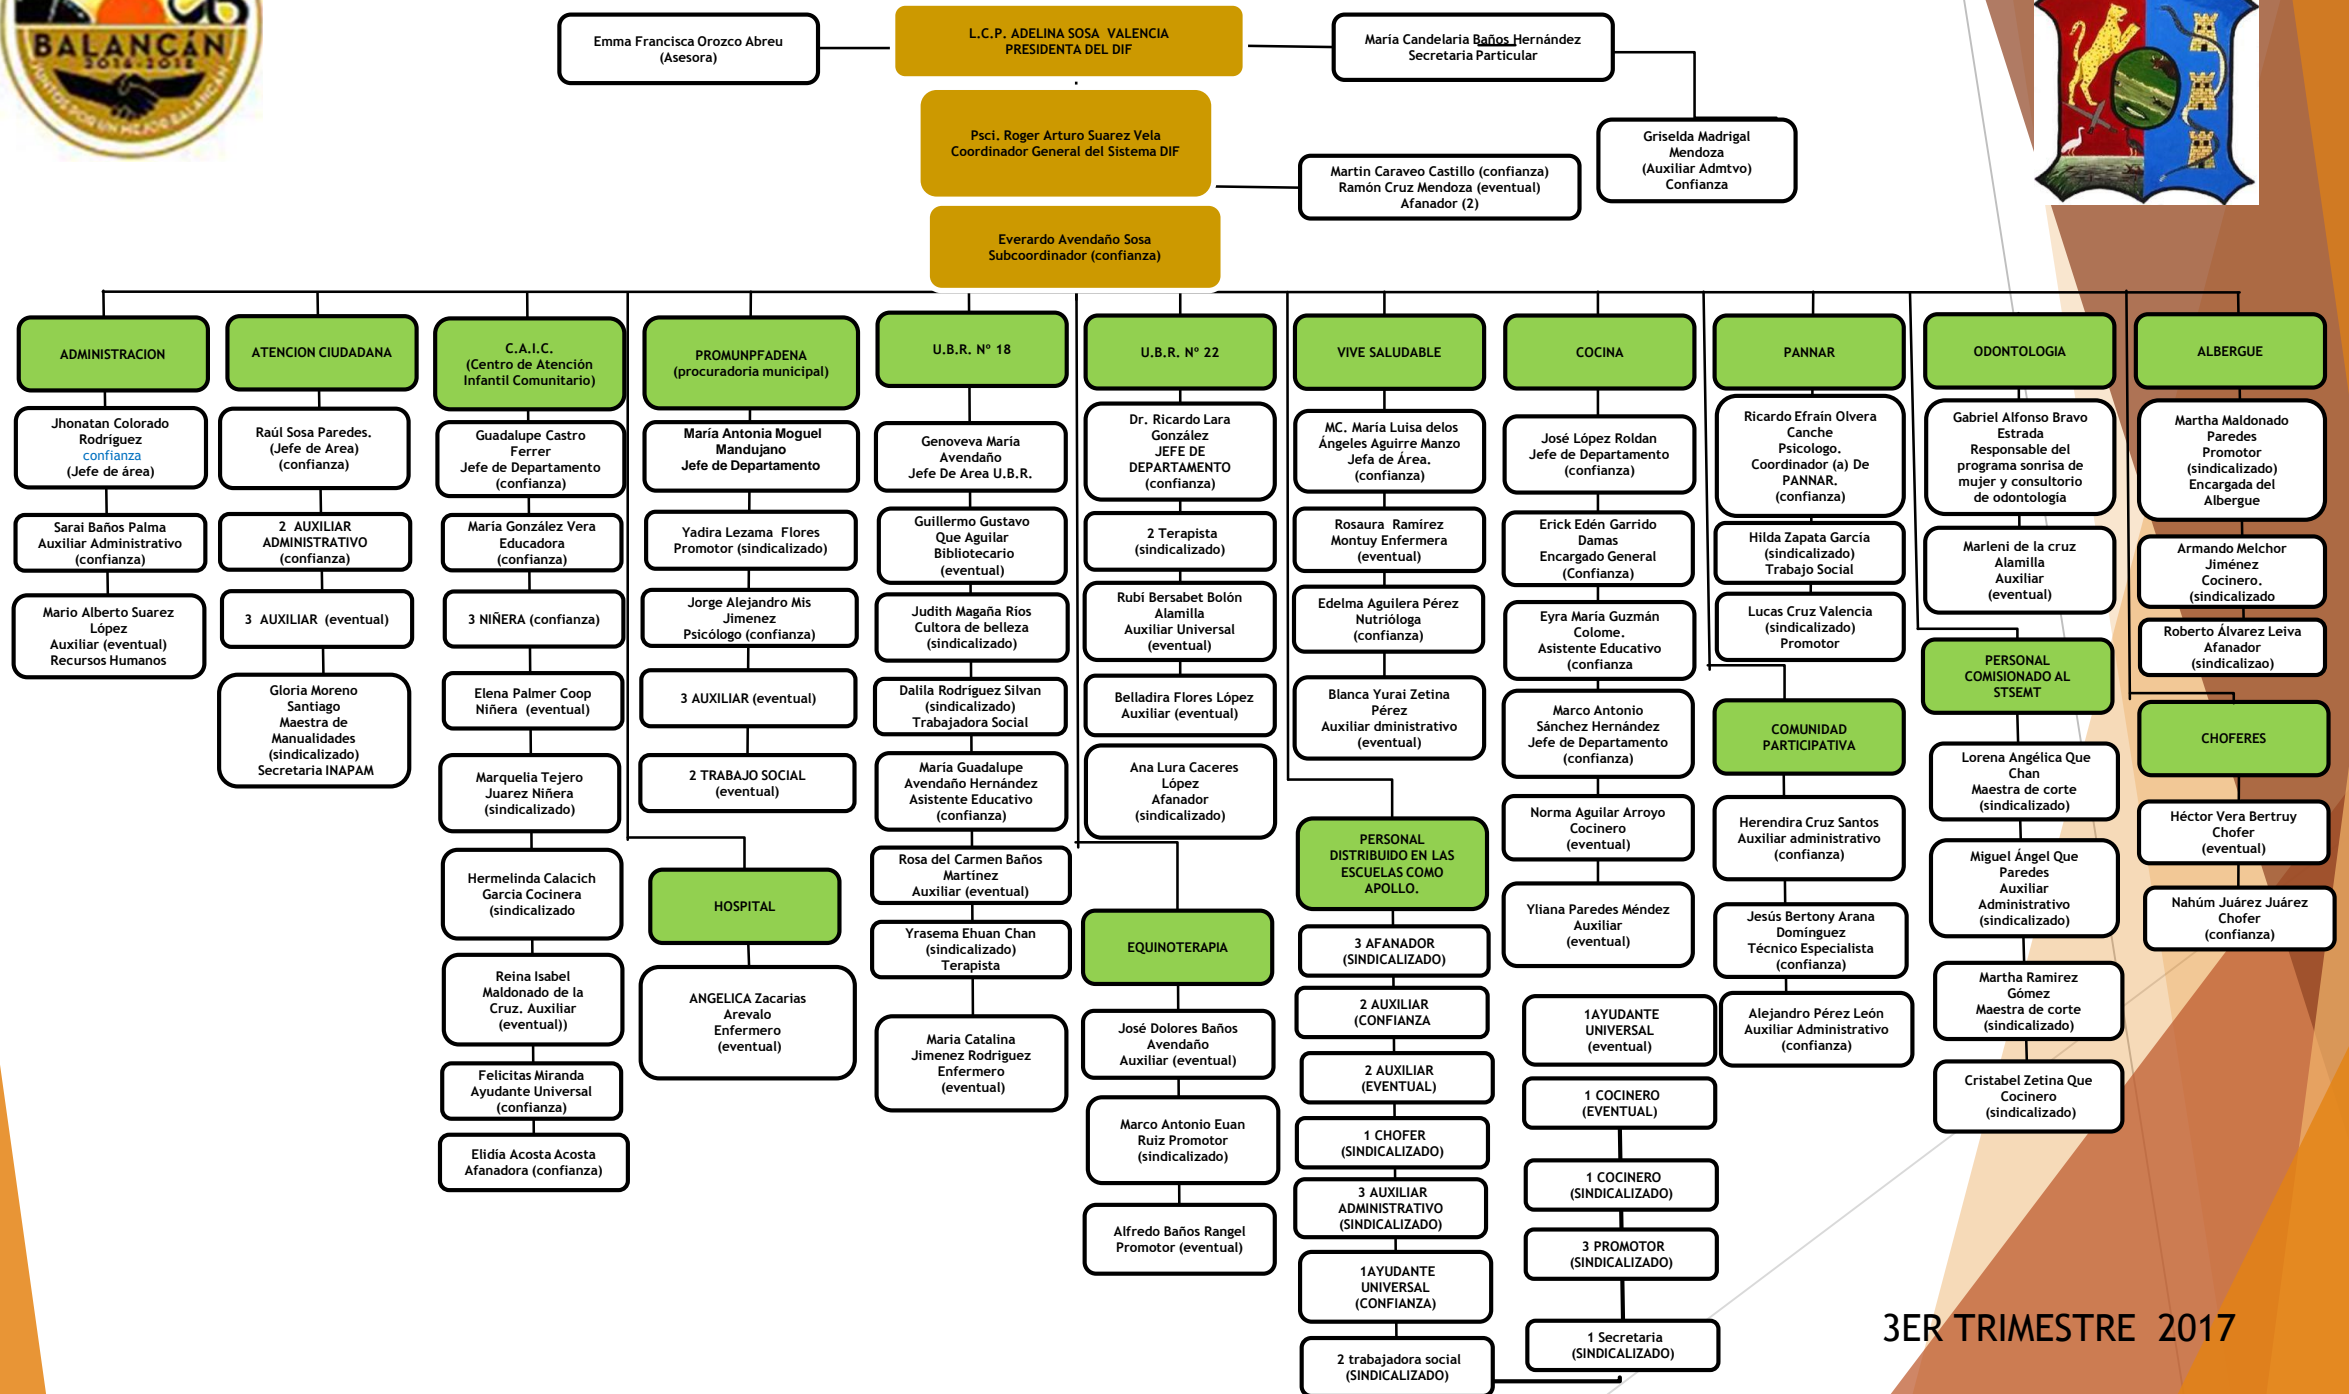 BALANCÁN
2016-2018
JUNTOS POR UN MEJOR BALANCÁN
Emma Francisca Orozco Abreu
(Asesora)
L.C.P. ADELINA SOSA VALENCIA
PRESIDENTA DEL DIF
María Candelaria Baños Hernández
Secretaria Particular
Psci. Roger Arturo Suarez Vela
Coordinador General del Sistema DIF
Griselda Madrigal
Mendoza
(Auxiliar Admtvo)
Confianza
Martin Caraveo Castillo (confianza)
Ramón Cruz Mendoza (eventual)
Afanador (2)
Everardo Avendaño Sosa
Subcoordinador (confianza)
ADMINISTRACION
Jhonatan Colorado
Rodríguez
confianza
(Jefe de área)
Sarai Baños Palma
Auxiliar Administrativo
(confianza)
Mario Alberto Suarez
López
Auxiliar (eventual)
Recursos Humanos
ATENCION CIUDADANA
Raúl Sosa Paredes.
(Jefe de Area)
(confianza)
2 AUXILIAR
ADMINISTRATIVO
(confianza)
3 AUXILIAR (eventual)
Gloria Moreno
Santiago
Maestra de
Manualidades
(sindicalizado)
Secretaria INAPAM
C.A.I.C.
(Centro de Atención
Infantil Comunitario)
Guadalupe Castro
Ferrer
Jefe de Departamento
(confianza)
María González Vera
Educadora
(confianza)
3 NIÑERA (confianza)
Elena Palmer Coop
Niñera (eventual)
Marquelia Tejero
Juarez Niñera
(sindicalizado)
Hermelinda Calacich
Garcia Cocinera
(sindicalizado
Reina Isabel
Maldonado de la
Cruz. Auxiliar
(eventual))
Felicitas Miranda
Ayudante Universal
(confianza)
Elidía Acosta Acosta
Afanadora (confianza)
PROMUNPFADENA
(procuradoria municipal)
María Antonia Moguel
Mandujano
Jefe de Departamento
Yadira Lezama Flores
Promotor (sindicalizado)
Jorge Alejandro Mis
Jimenez
Psicólogo (confianza)
3 AUXILIAR (eventual)
2 TRABAJO SOCIAL
(eventual)
HOSPITAL
ANGELICA Zacarias
Arevalo
Enfermero
(eventual)
U.B.R. Nº 18
Genoveva María
Avendaño
Jefe De Area U.B.R.
Guillermo Gustavo
Que Aguilar
Bibliotecario
(eventual)
Judith Magaña Ríos
Cultora de belleza
(sindicalizado)
Dalila Rodríguez Silvan
(sindicalizado)
Trabajadora Social
María Guadalupe
Avendaño Hernández
Asistente Educativo
(confianza)
Rosa del Carmen Baños
Martínez
Auxiliar (eventual)
Yrasema Ehuan Chan
(sindicalizado)
Terapista
Maria Catalina
Jimenez Rodriguez
Enfermero
(eventual)
U.B.R. Nº 22
Dr. Ricardo Lara
González
JEFE DE
DEPARTAMENTO
(confianza)
2 Terapista
(sindicalizado)
Rubí Bersabet Bolón
Alamilla
Auxiliar Universal
(eventual)
Belladira Flores López
Auxiliar (eventual)
Ana Lura Caceres
López
Afanador
(sindicalizado)
EQUINOTERAPIA
José Dolores Baños
Avendaño
Auxiliar (eventual)
Marco Antonio Euan
Ruiz Promotor
(sindicalizado)
Alfredo Baños Rangel
Promotor (eventual)
VIVE SALUDABLE
MC. María Luisa delos
Ángeles Aguirre Manzo
Jefa de Área.
(confianza)
Rosaura Ramírez
Montuy Enfermera
(eventual)
Edelma Aguilera Pérez
Nutrióloga
(confianza)
Blanca Yurai Zetina
Pérez
Auxiliar dministrativo
(eventual)
PERSONAL
DISTRIBUIDO EN LAS
ESCUELAS COMO
APOLLO.
3 AFANADOR
(SINDICALIZADO)
2 AUXILIAR
(CONFIANZA
2 AUXILIAR
(EVENTUAL)
1 CHOFER
(SINDICALIZADO)
3 AUXILIAR
ADMINISTRATIVO
(SINDICALIZADO)
1AYUDANTE
UNIVERSAL
(CONFIANZA)
2 trabajadora social
(SINDICALIZADO)
COCINA
José López Roldan
Jefe de Departamento
(confianza)
Erick Edén Garrido
Damas
Encargado General
(Confianza)
Eyra María Guzmán
Colome.
Asistente Educativo
(confianza
Marco Antonio
Sánchez Hernández
Jefe de Departamento
(confianza)
Norma Aguilar Arroyo
Cocinero
(eventual)
Yliana Paredes Méndez
Auxiliar
(eventual)
1AYUDANTE
UNIVERSAL
(eventual)
1 COCINERO
(EVENTUAL)
1 COCINERO
(SINDICALIZADO)
3 PROMOTOR
(SINDICALIZADO)
1 Secretaria
(SINDICALIZADO)
PANNAR
Ricardo Efraín Olvera
Canche
Psicologo.
Coordinador (a) De
PANNAR.
(confianza)
Hilda Zapata García
(sindicalizado)
Trabajo Social
Lucas Cruz Valencia
(sindicalizado)
Promotor
COMUNIDAD
PARTICIPATIVA
Herendira Cruz Santos
Auxiliar administrativo
(confianza)
Jesús Bertony Arana
Domínguez
Técnico Especialista
(confianza)
Alejandro Pérez León
Auxiliar Administrativo
(confianza)
ODONTOLOGIA
Gabriel Alfonso Bravo
Estrada
Responsable del
programa sonrisa de
mujer y consultorio
de odontología
Marleni de la cruz
Alamilla
Auxiliar
(eventual)
PERSONAL
COMISIONADO AL
STSEMT
Lorena Angélica Que
Chan
Maestra de corte
(sindicalizado)
Miguel Ángel Que
Paredes
Auxiliar
Administrativo
(sindicalizado)
Martha Ramirez
Gómez
Maestra de corte
(sindicalizado)
Cristabel Zetina Que
Cocinero
(sindicalizado)
ALBERGUE
Martha Maldonado
Paredes
Promotor
(sindicalizado)
Encargada del
Albergue
Armando Melchor
Jiménez
Cocinero.
(sindicalizado
Roberto Álvarez Leiva
Afanador
(sindicalizao)
CHOFERES
Héctor Vera Bertruy
Chofer
(eventual)
Nahúm Juárez Juárez
Chofer
(confianza)
3ER TRIMESTRE 2017